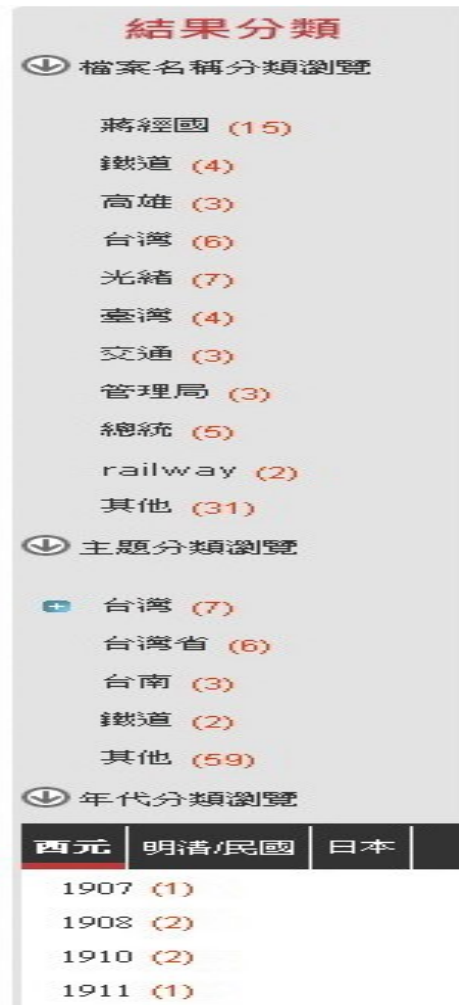 結果分類
檔案名稱分類瀏覽
蔣經國 (15)
鐵道 (4)
高雄 (3)
台灣 (6)
光緒 (7)
臺灣 (4)
交通 (3)
管理局 (3)
總統 (5)
railway (2)
其他 (31)
主題分類瀏覽
台灣 (7)
台灣省 (6)
台南 (3)
鐵道 (2)
其他 (59)
年代分類瀏覽
西元 明清/民國 日本
1907 (1)
1908 (2)
1910 (2)
1911 (1)